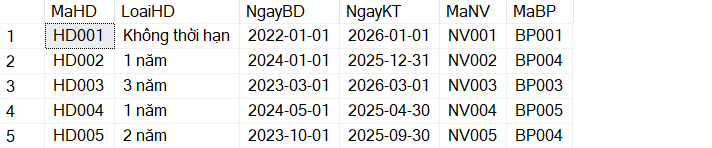 MaHD LoaiHD NgayBD NgayKT MaNV MaBP
1 HD001 Không thời hạn 2022-01-01 2026-01-01 NV001 BP001
2 HD002 1 năm 2024-01-01 2025-12-31 NV002 BP004
3 HD003 3 năm 2023-03-01 2026-03-01 NV003 BP003
4 HD004 1 năm 2024-05-01 2025-04-30 NV004 BP005
5 HD005 2 năm 2023-10-01 2025-09-30 NV005 BP004